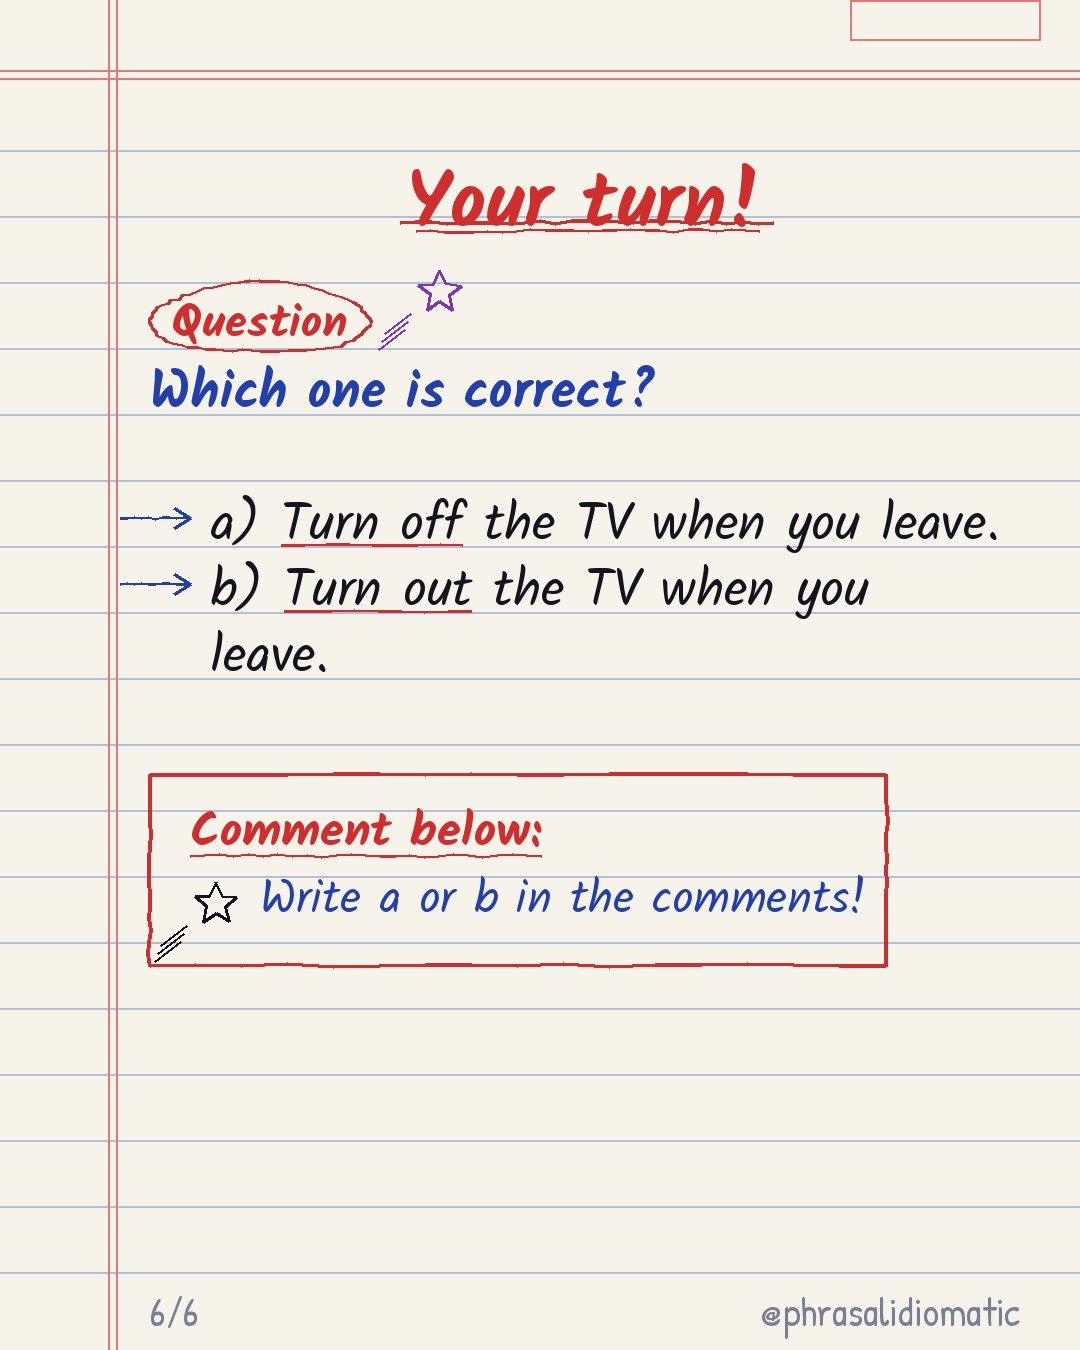 Your turn!
Question
Which one is correct?
a) Turn off the TV when you leave.
b) Turn out the TV when you
leave.
Comment below:
Write a or b in the comments!
6/6
@phrasalidiomatic